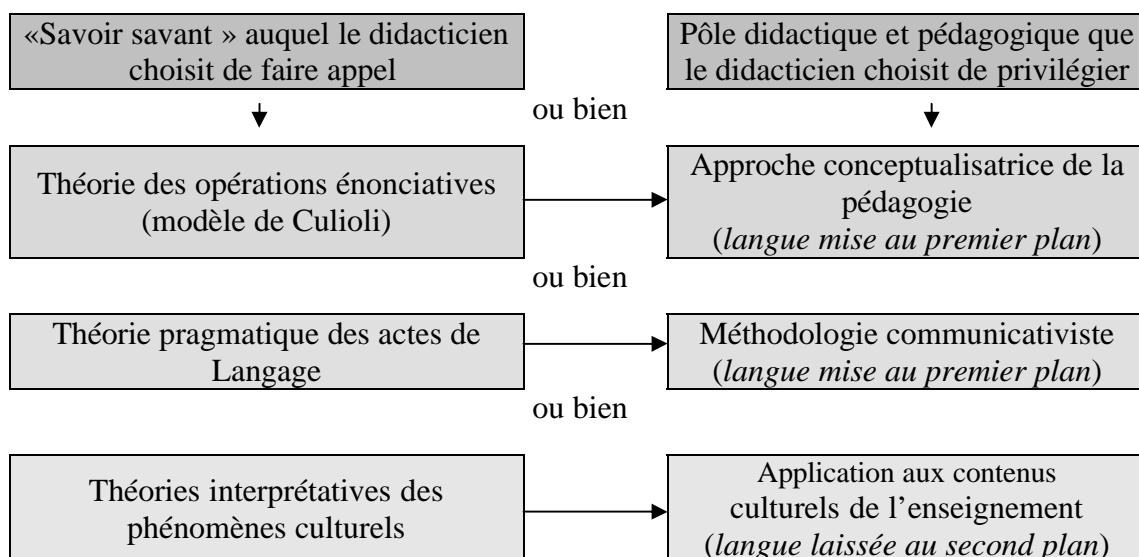 «Savoir savant » auquel le didacticien
choisit de faire appel
Pôle didactique et pédagogique que
le didacticien choisit de privilégier
ou bien
Théorie des opérations énonciatives
(modèle de Culioli)
Approche conceptualisatrice de la
pédagogie
(langue mise au premier plan)
ou bien
Théorie pragmatique des actes de
Langage
Méthodologie communicativiste
(langue mise au premier plan)
ou bien
Théories interprétatives des
phénomènes culturels
Application aux contenus
culturels de l’enseignement
(langue laissée au second plan)